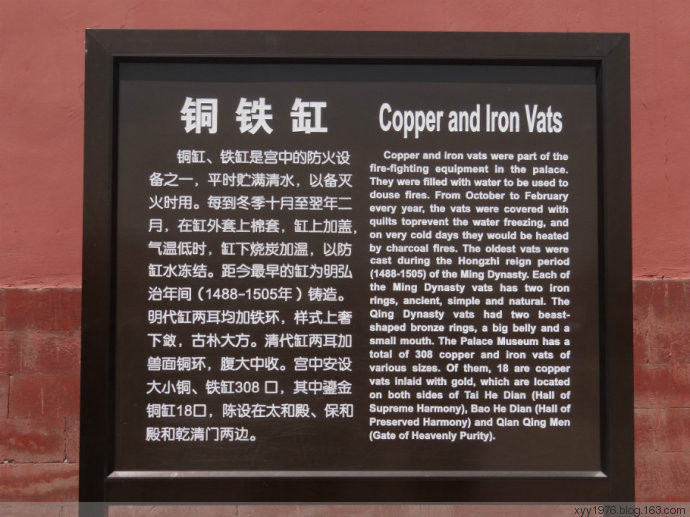 铜铁缸
铜缸、铁缸是宫中的防火设
备之一，平时贮满清水，以备灭
火时用。每到冬季十月至翌年二
月，在缸外套上棉套，缸上加盖，
气温低时，缸下烧炭加温，以防
缸水冻结。距今最早的缸为明弘
治年间（1488-1505年）铸造。
明代缸两耳均加铁环，样式上奢
下敛，古朴大方。清代缸两耳加
兽面铜环，腹大中收。宫中安设
大小铜、铁缸308口，其中鎏金
铜缸18口，陈设在太和殿、保和
殿和乾清门两边。
Copper and Iron Vats
Copper and iron vats were part of the
fire-fighting equipment in the palace.
They were filled with water to be used to
douse fires. From October to February
every year, the vats were covered with
quilts toprevent the water freezing, and
on very cold days they would be heated
by charcoal fires. The oldest vats were
cast during the Hongzhi reign period
(1488-1505) of the Ming Dynasty. Each of
the Ming Dynasty vats has two iron
rings, ancient, simple and natural. The
Qing Dynasty vats had two beast-
shaped bronze rings, a big belly and a
small mouth. The Palace Museum has a
total of 308 copper and iron vats of
various sizes. Of them, 18 are copper
vats inlaid with gold, which are located
on both sides of Tai He Dian (Hall of
Supreme Harmony), Bao He Dian (Hall of
Preserved Harmony) and Qian Qing Men
(Gate of Heavenly Purity).
xyy1976.blog.163.com